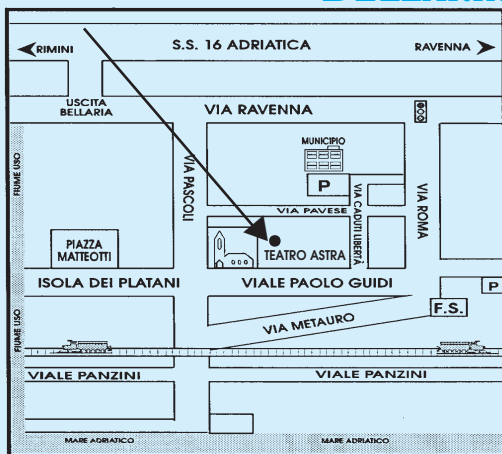 RIMINI
S.S. 16 ADRIATICA
RAVENNA
USCITA
BELLARIA
VIA RAVENNA
MUNICIPIO
P
FIUME USO
VIA PASCOLI
VIA CADUTI LIBERTÀ
VIA ROMA
VIA PAVESE
PIAZZA
MATTEOTTI
TEATRO ASTRA
ISOLA DEI PLATANI
VIALE PAOLO GUIDI
P
F.S.
VIA METAURO
FIUME USO
VIALE PANZINI
VIALE PANZINI
MARE ADRIATICO
MARE ADRIATICO